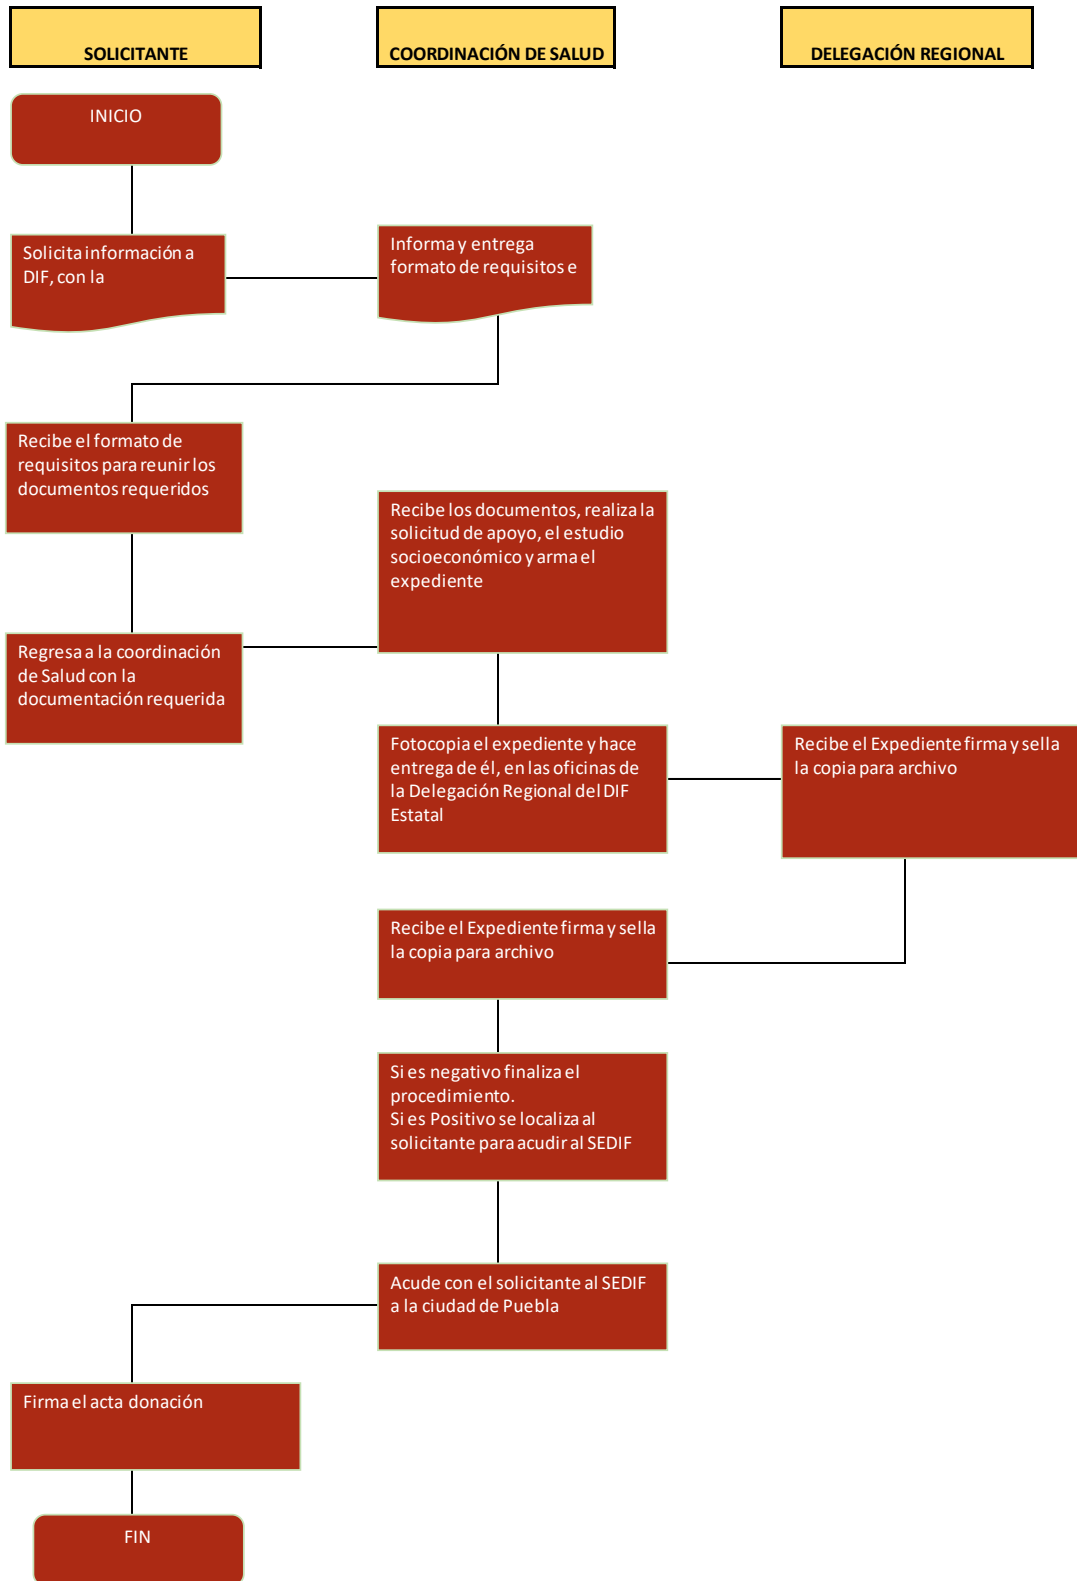 SOLICITANTE
COORDINACIÓN DE SALUD
DELEGACIÓN REGIONAL
INICIO
Solicita información a
DIF, con la
Informa y entrega
formato de requisitos e
Recibe el formato de
requisitos para reunir los
documentos requeridos
Recibe los documentos, realiza la
solicitud de apoyo, el estudio
socioeconómico y arma el
expediente
Regresa a la coordinación
de Salud con la
documentación requerida
Fotocopia el expediente y hace
entrega de él, en las oficinas de
la Delegación Regional del DIF
Estatal
Recibe el Expediente firma y sella
la copia para archivo
Recibe el Expediente firma y sella
la copia para archivo
Si es negativo finaliza el
procedimiento.
Si es Positivo se localiza al
solicitante para acudir al SEDIF
Acude con el solicitante al SEDIF
a la ciudad de Puebla
Firma el acta donación
FIN